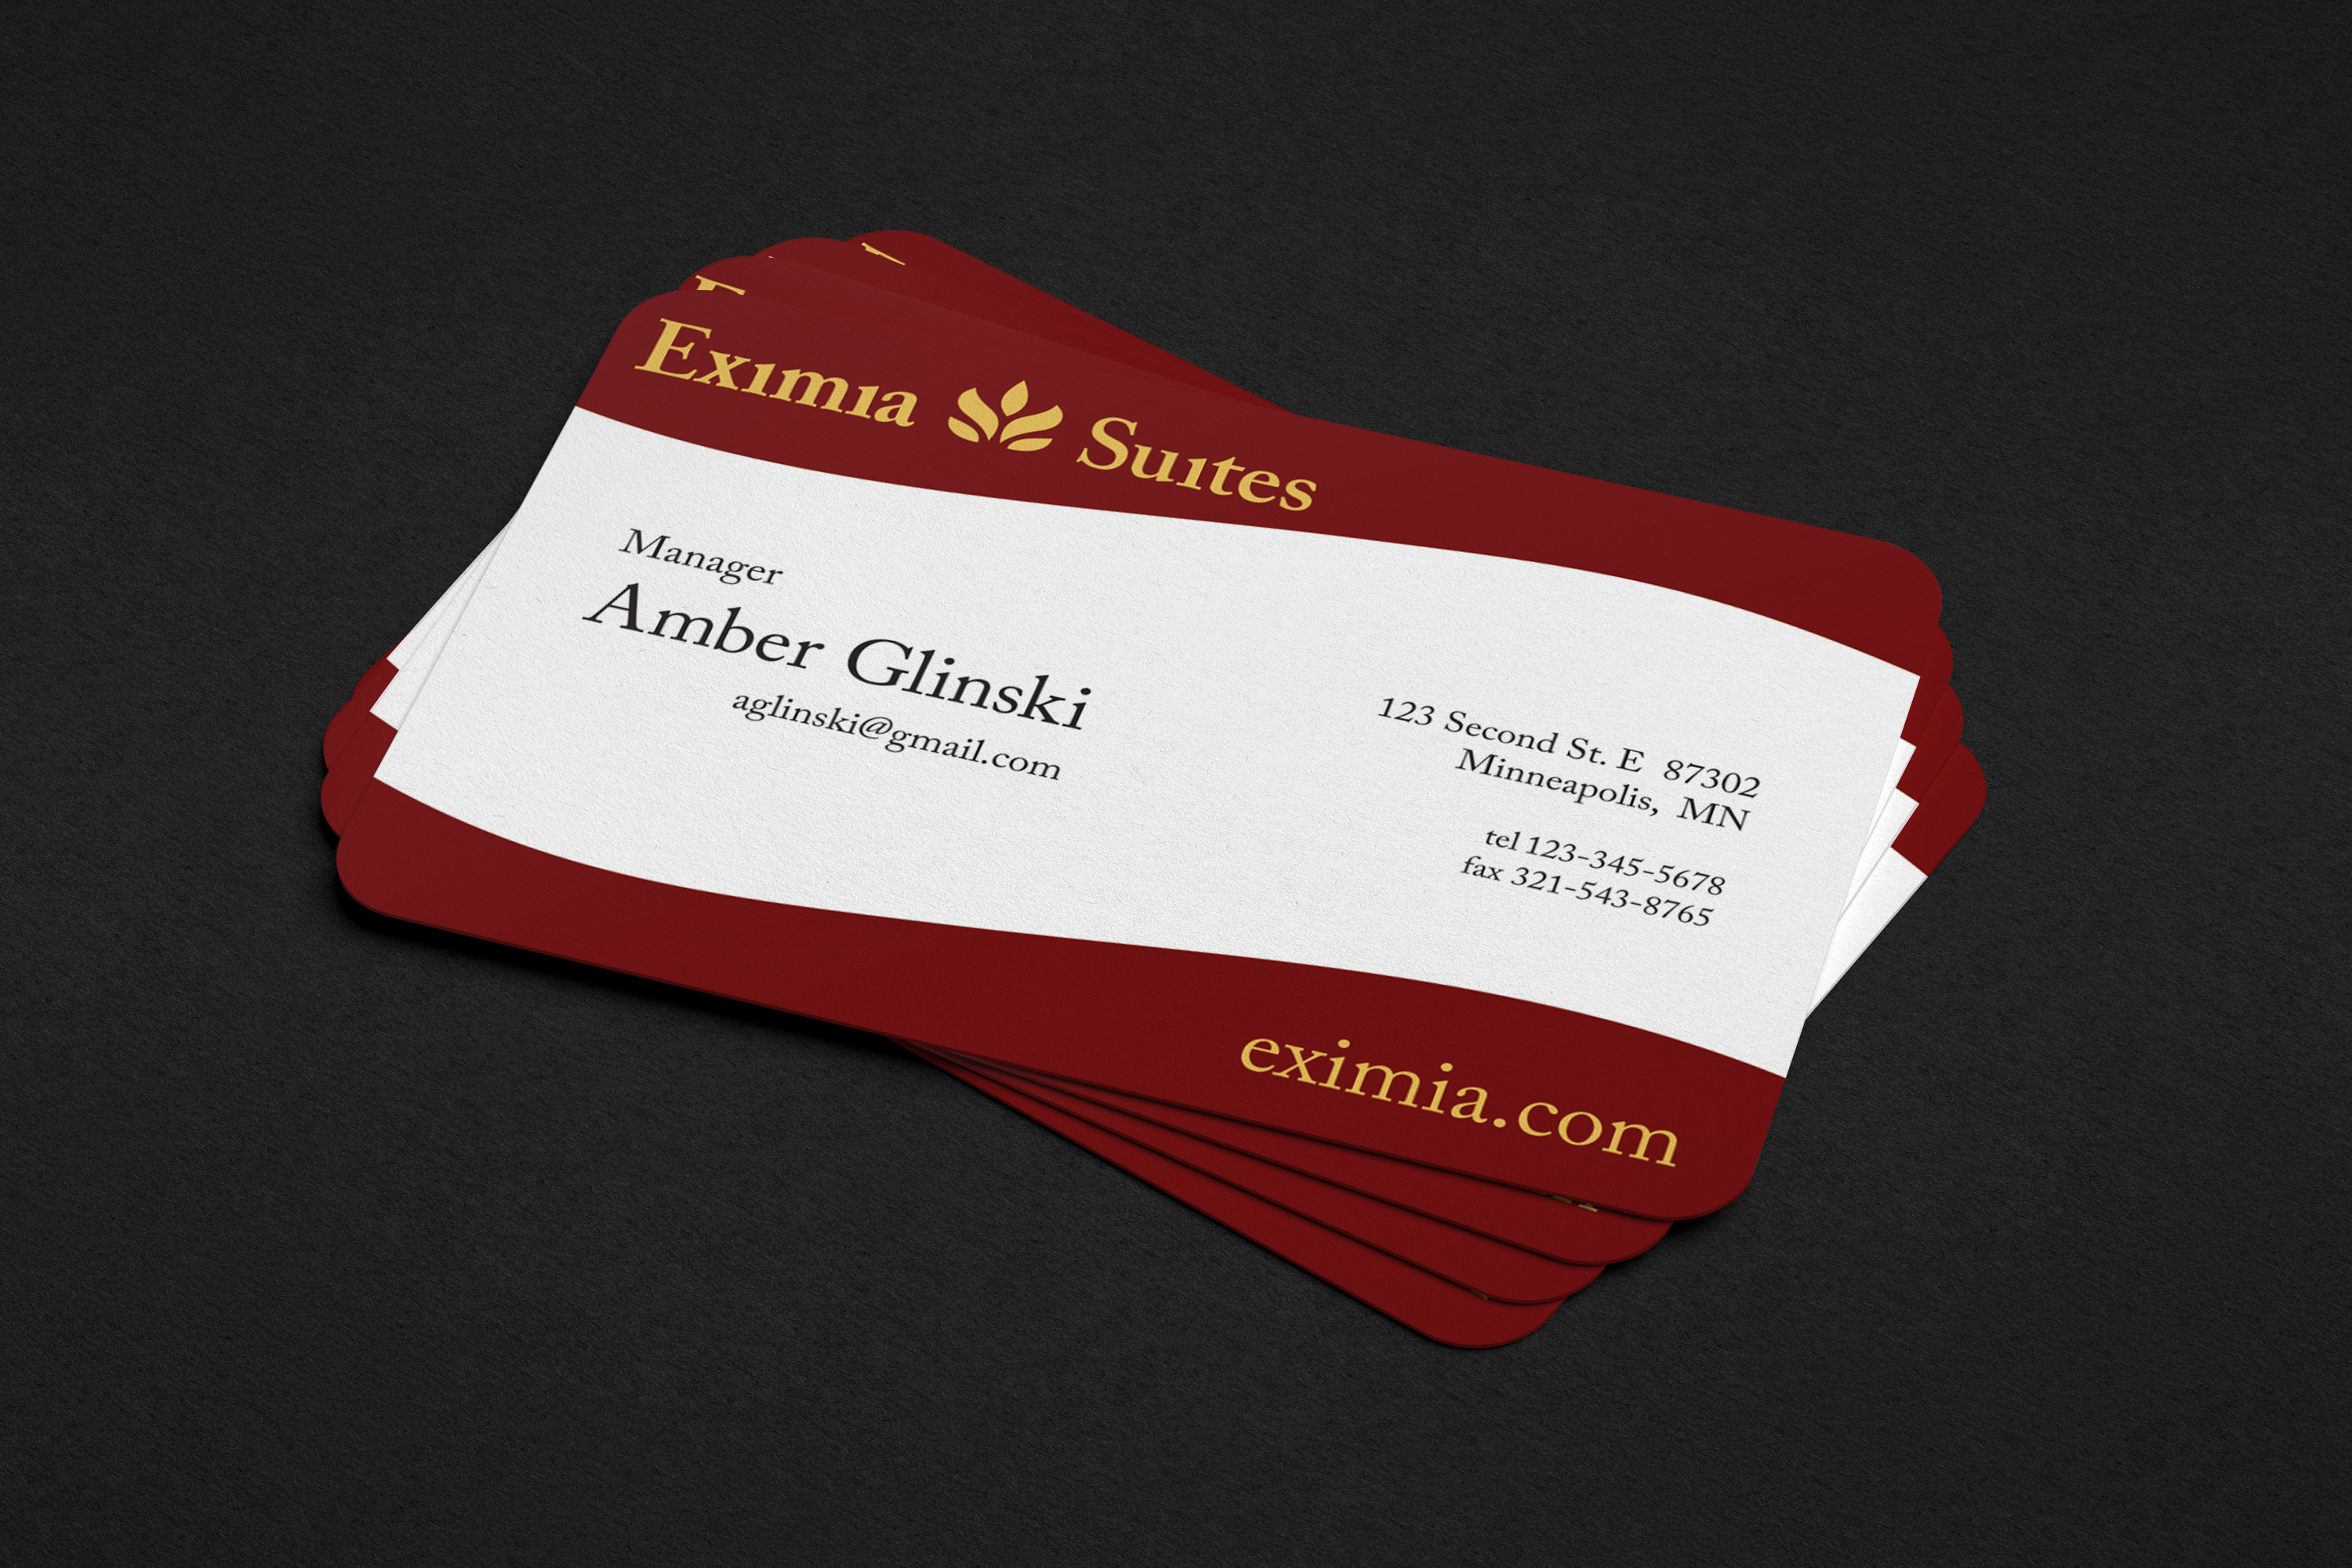 Eximia Suites
Manager
Amber Glinski
aglinski@gmail.com
123 Second St. E  87302
Minneapolis,  MN
tel 123-345-5678
fax 321-543-8765
eximia.com